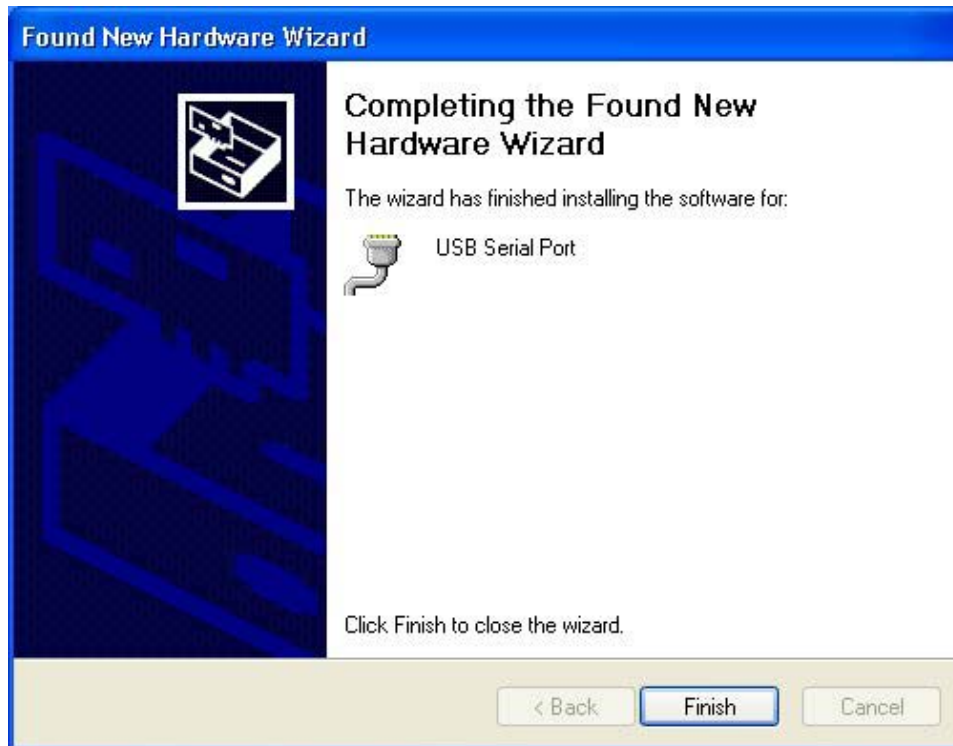 Found New Hardware Wizard
Completing the Found New
Hardware Wizard
The wizard has finished installing the software for:
USB Serial Port
Click Finish to close the wizard.
< Back
Finish
Cancel